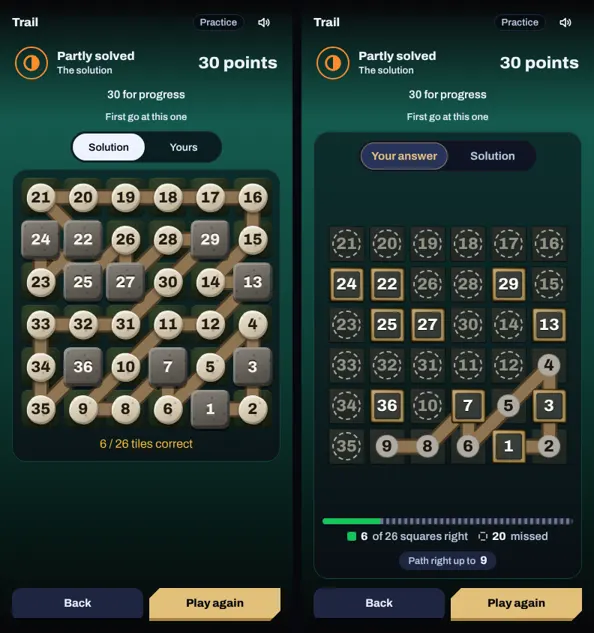 Trail
Practice
Partly solved
The solution
30 points
30 for progress
First go at this one
Solution
Yours
21 20 19 18 17 16
24 22 26 28 29 15
23 25 27 30 14 13
33 32 31 11 12 4
34 36 10 7 5 3
35 9 8 6 1 2
6 / 26 tiles correct
Back
Play again
Trail
Practice
Partly solved
The solution
30 points
30 for progress
First go at this one
Your answer
Solution
21 20 19 18 17 16
24 22 26 28 29 15
23 25 27 30 14 13
33 32 31 11 12 4
34 36 10 7 5 3
35 9 8 6 1 2
6 of 26 squares right 20 missed
Path right up to 9
Back
Play again